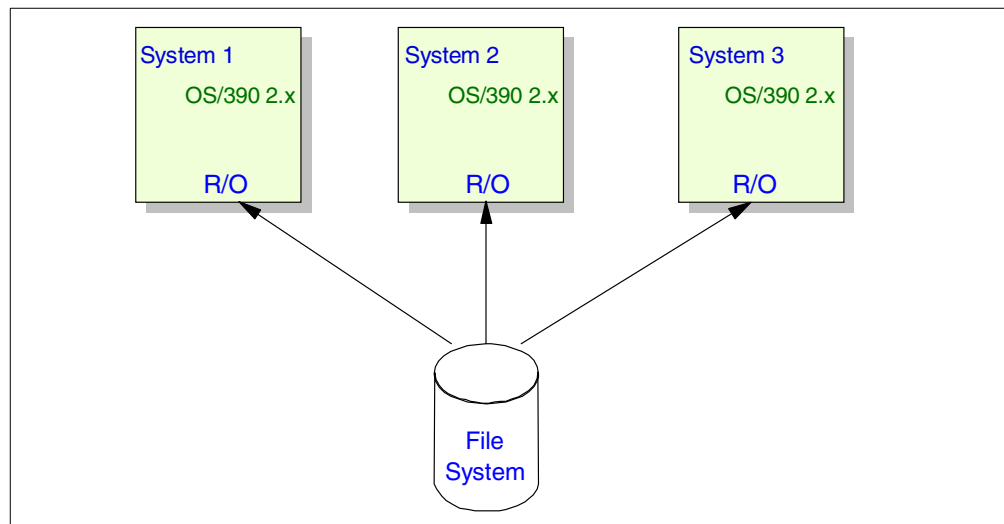 System 1
OS/390 2.x
R/O
System 2
OS/390 2.x
R/O
System 3
OS/390 2.x
R/O
File
System